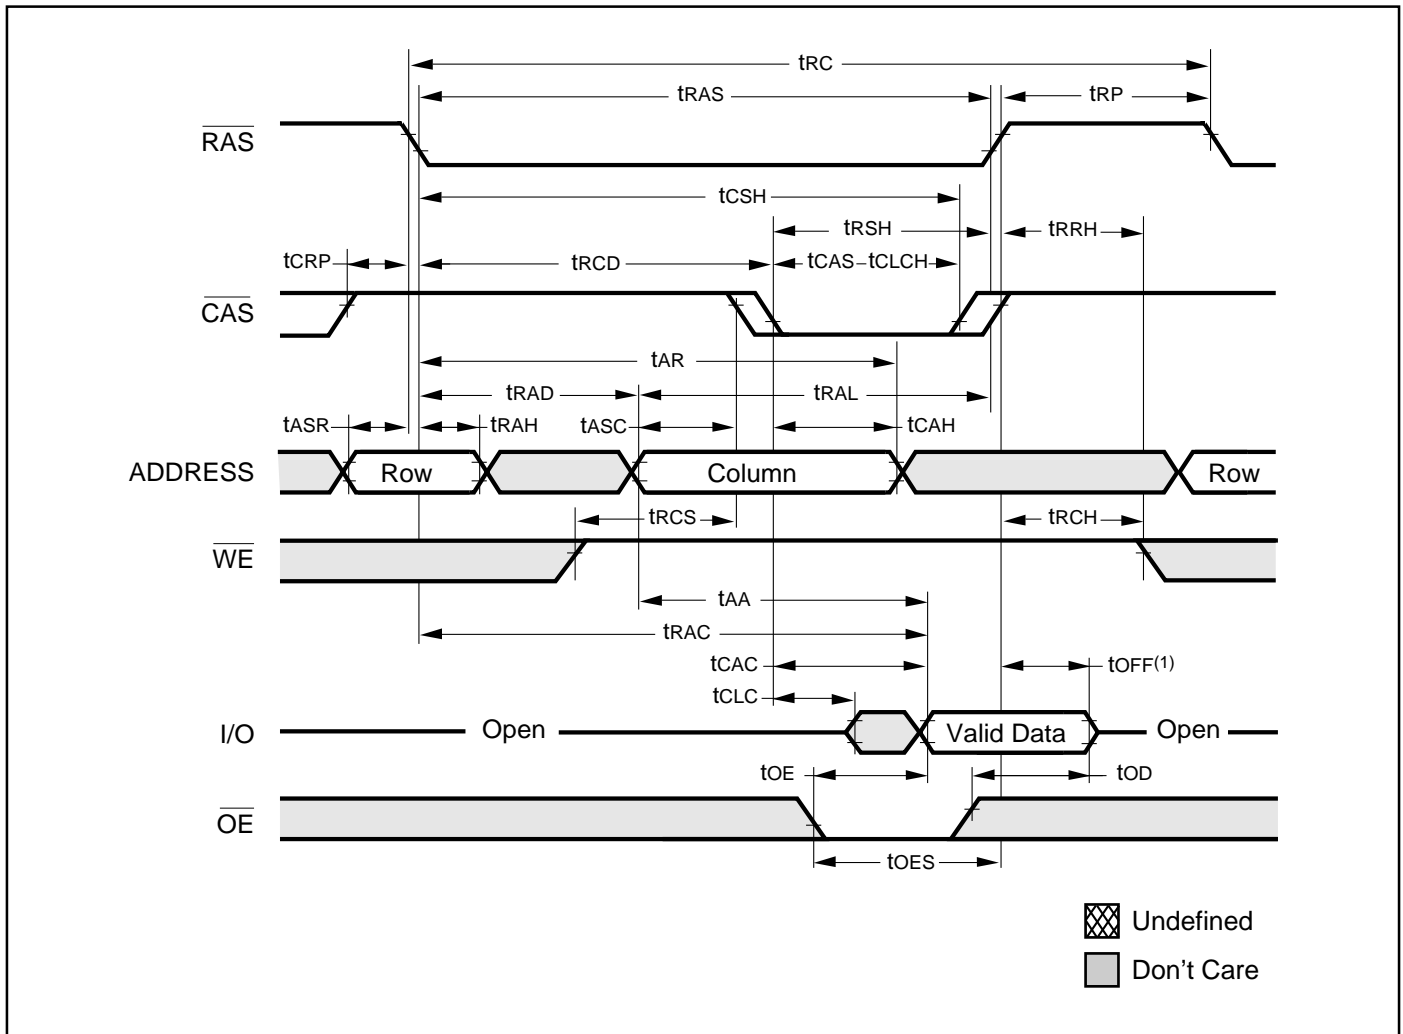 tRC
tRAS
tRP
RAS
tCSH
tRSH
tRRH
tCRP
tRCD
tCAS
tCLCH
CAS
tAR
tRAD
tRAL
tASR
tRAH
tASC
tCAH
ADDRESS
Row
Column
Row
tRCS
tRCH
WE
tAA
tRAC
tCAC
tOFF(1)
tCLC
I/O
Open
Valid Data
Open
tOE
tOD
OE
tOES
Undefined
Don't Care